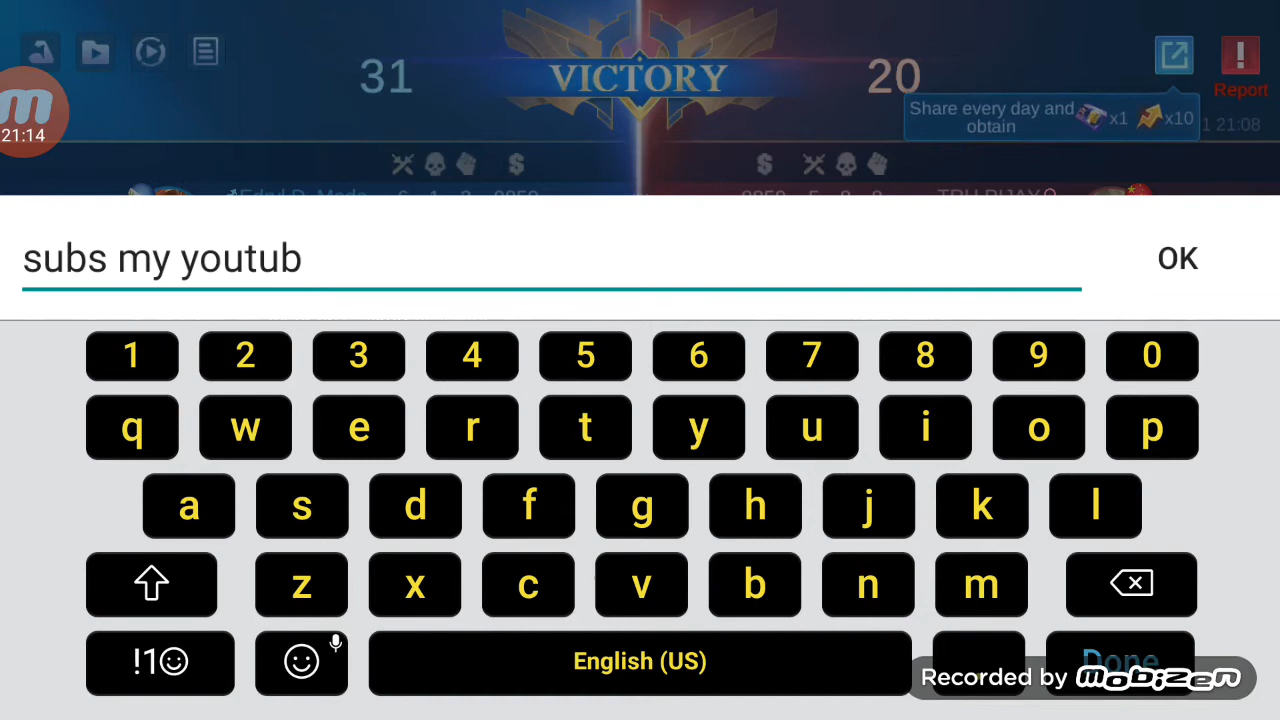 31 VICTORY 20
Report
21:14
Share every day and
obtain
x1 x10
21:08
subs my youtub
OK
1 2 3 4 5 6 7 8 9 0
q w e r t y u i o p
a s d f g h j k l
z x c v b n m
!1
English (US)
Done
Recorded by mobizen